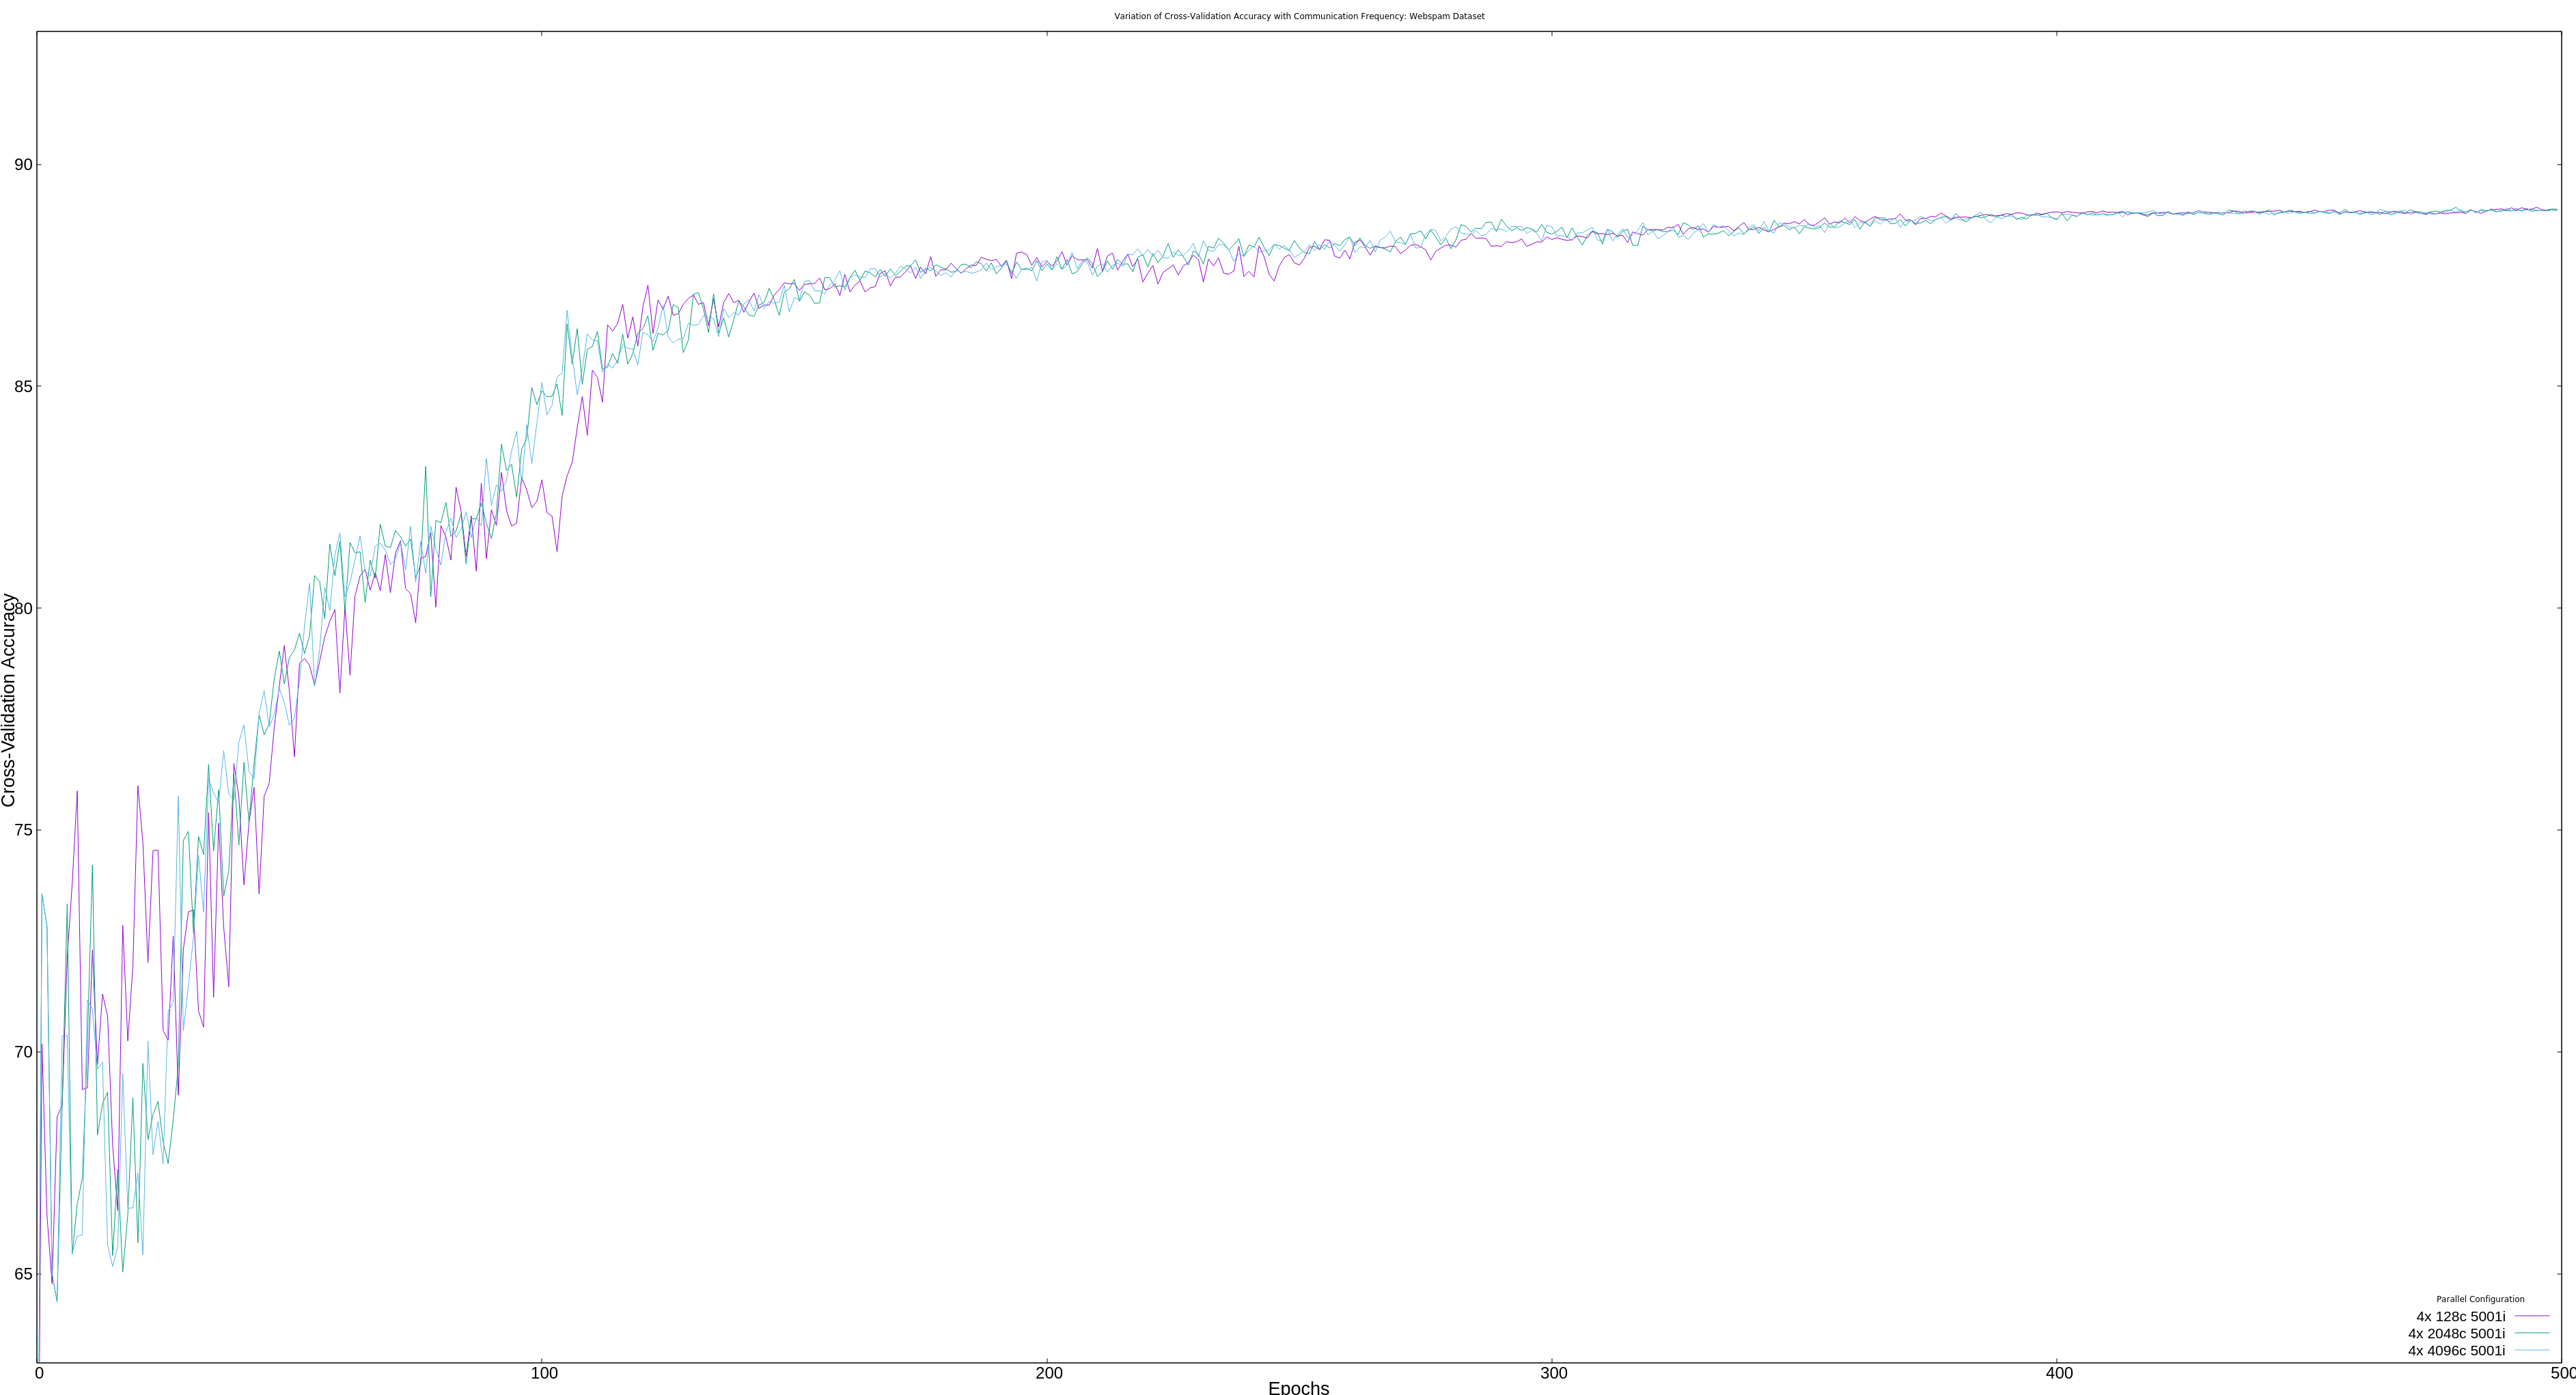 Variation of Cross-Validation Accuracy with Communication Frequency: Webspam Dataset
90
85
80
75
70
65
Cross-Validation Accuracy
Parallel Configuration
4x 128c 5001i
4x 2048c 5001i
4x 4096c 5001i
0 100 200 300 400 500
Epochs